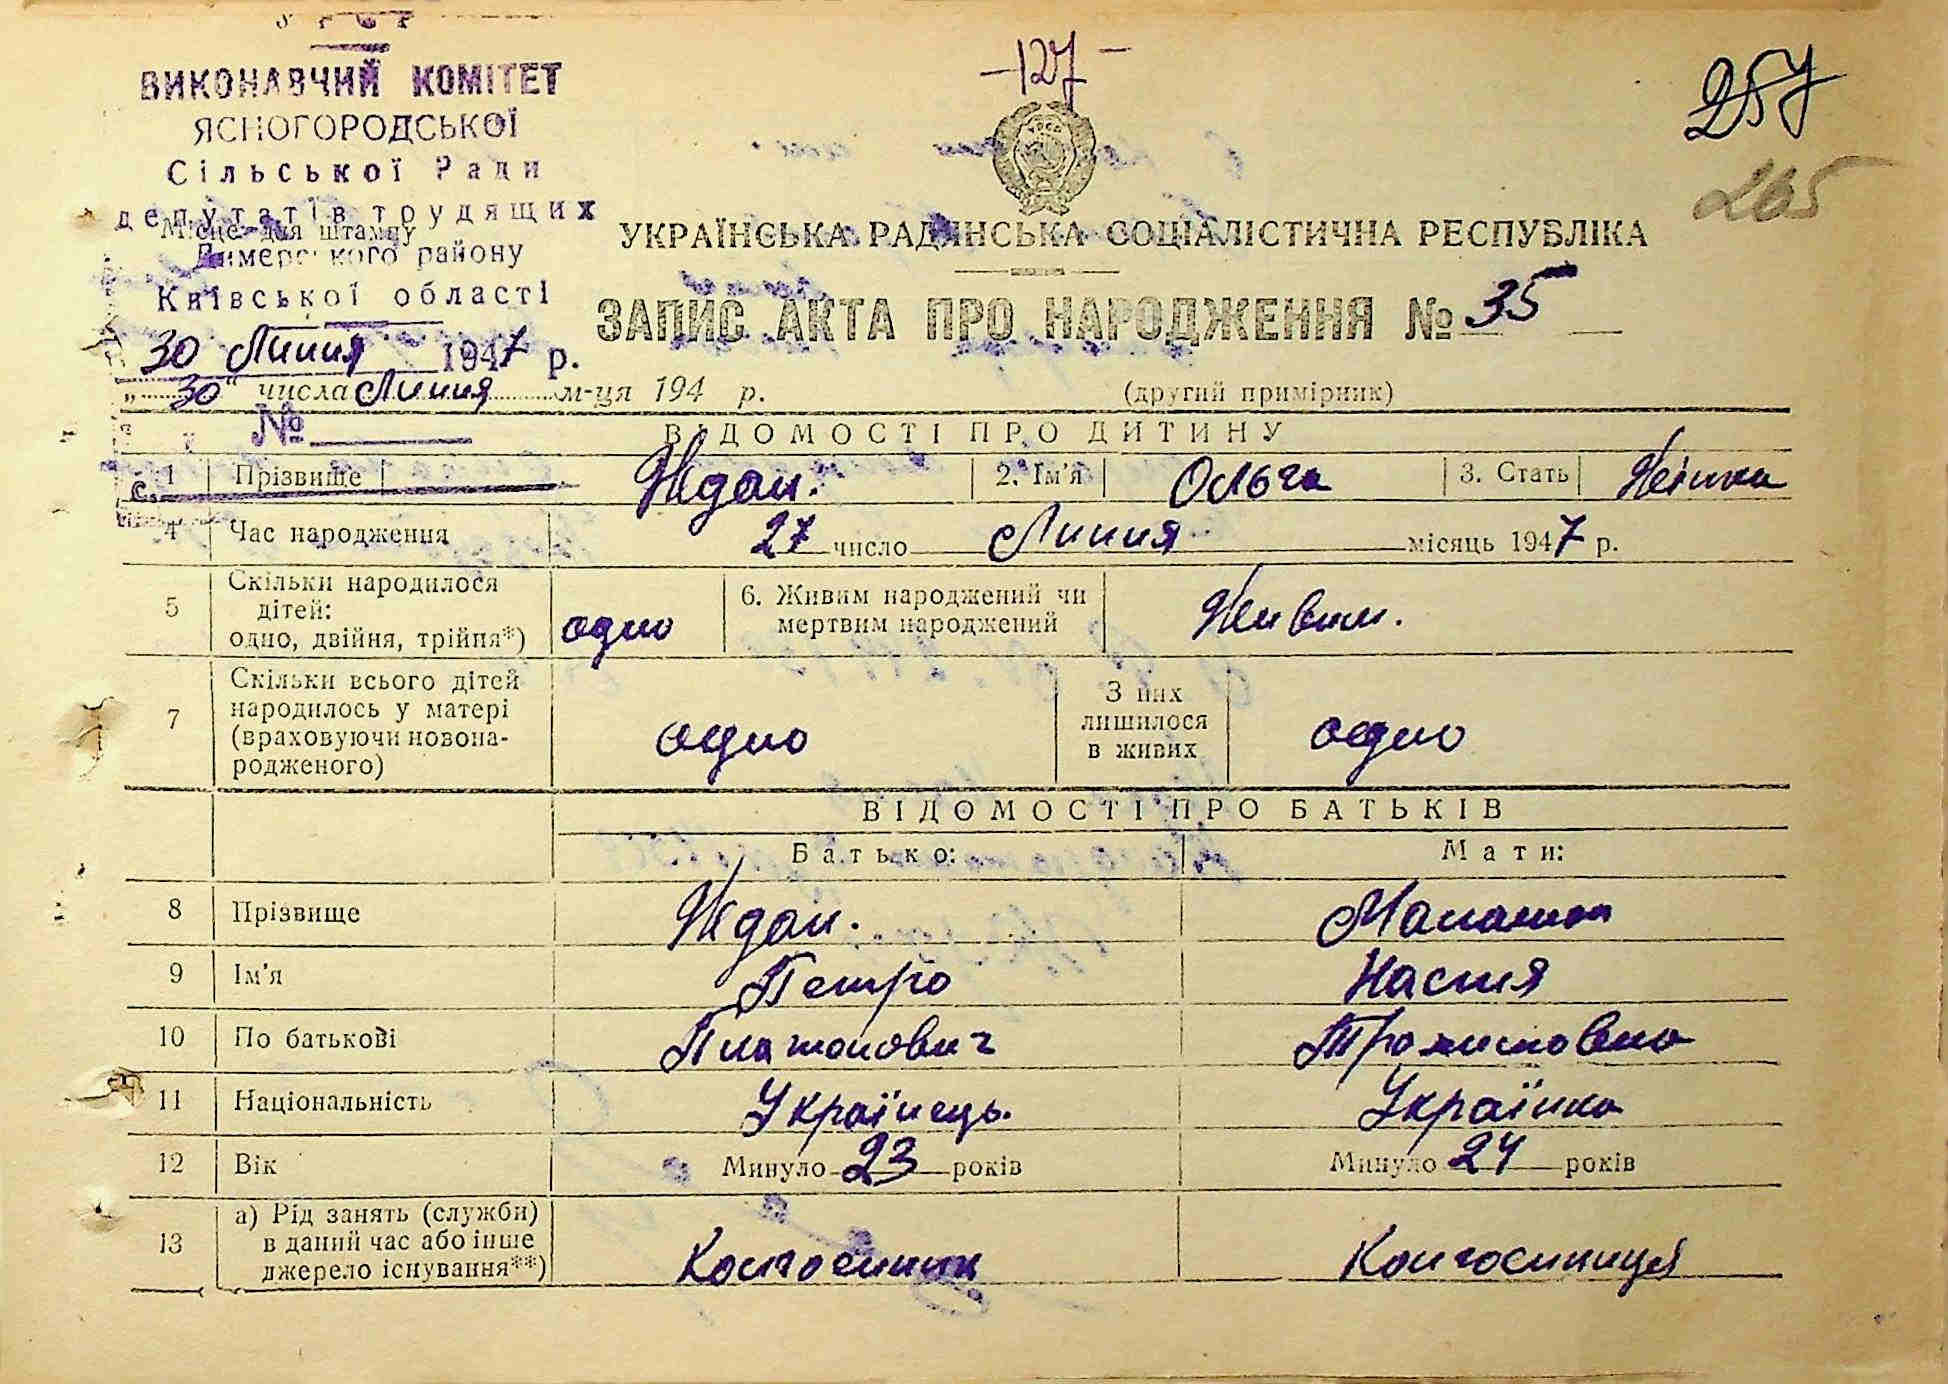 УРСР
ВИКОНАВЧИЙ КОМІТЕТ
ЯСНОГОРОДСЬКОЇ
Сільської Ради
депутатів трудящих
Місце для штампу
Димерського району
Київської області
30 Липня 1947 р.
№
-127-
257
265
УКРАЇНСЬКА РАДЯНСЬКА СОЦІАЛІСТИЧНА РЕСПУБЛІКА
ЗАПИС АКТА ПРО НАРОДЖЕННЯ № 35
„30" числа Липня м-ця 194 р. (другий примірник)
ВІДОМОСТІ ПРО ДИТИНУ
1 Прізвище Ждан. 2. Ім'я Ольга 3. Стать Жінка
4 Час народження 27 число Липня місяць 1947 р.
5 Скільки народилося дітей: одно, двійня, трійня*) одно 6. Живим народжений чи мертвим народжений Живим.
7 Скільки всього дітей народилось у матері (враховуючи новонародженого) одно З них лишилося в живих одно
ВІДОМОСТІ ПРО БАТЬКІВ
Батько: Мати:
8 Прізвище Ждан.
9 Ім'я Петро Настя
10 По батькові Платонович
11 Національність Українець. Українка
12 Вік Минуло 23 років Минуло 24 років
13 а) Рід занять (служби) в даний час або інше джерело існування**) Колгоспник Колгоспниця